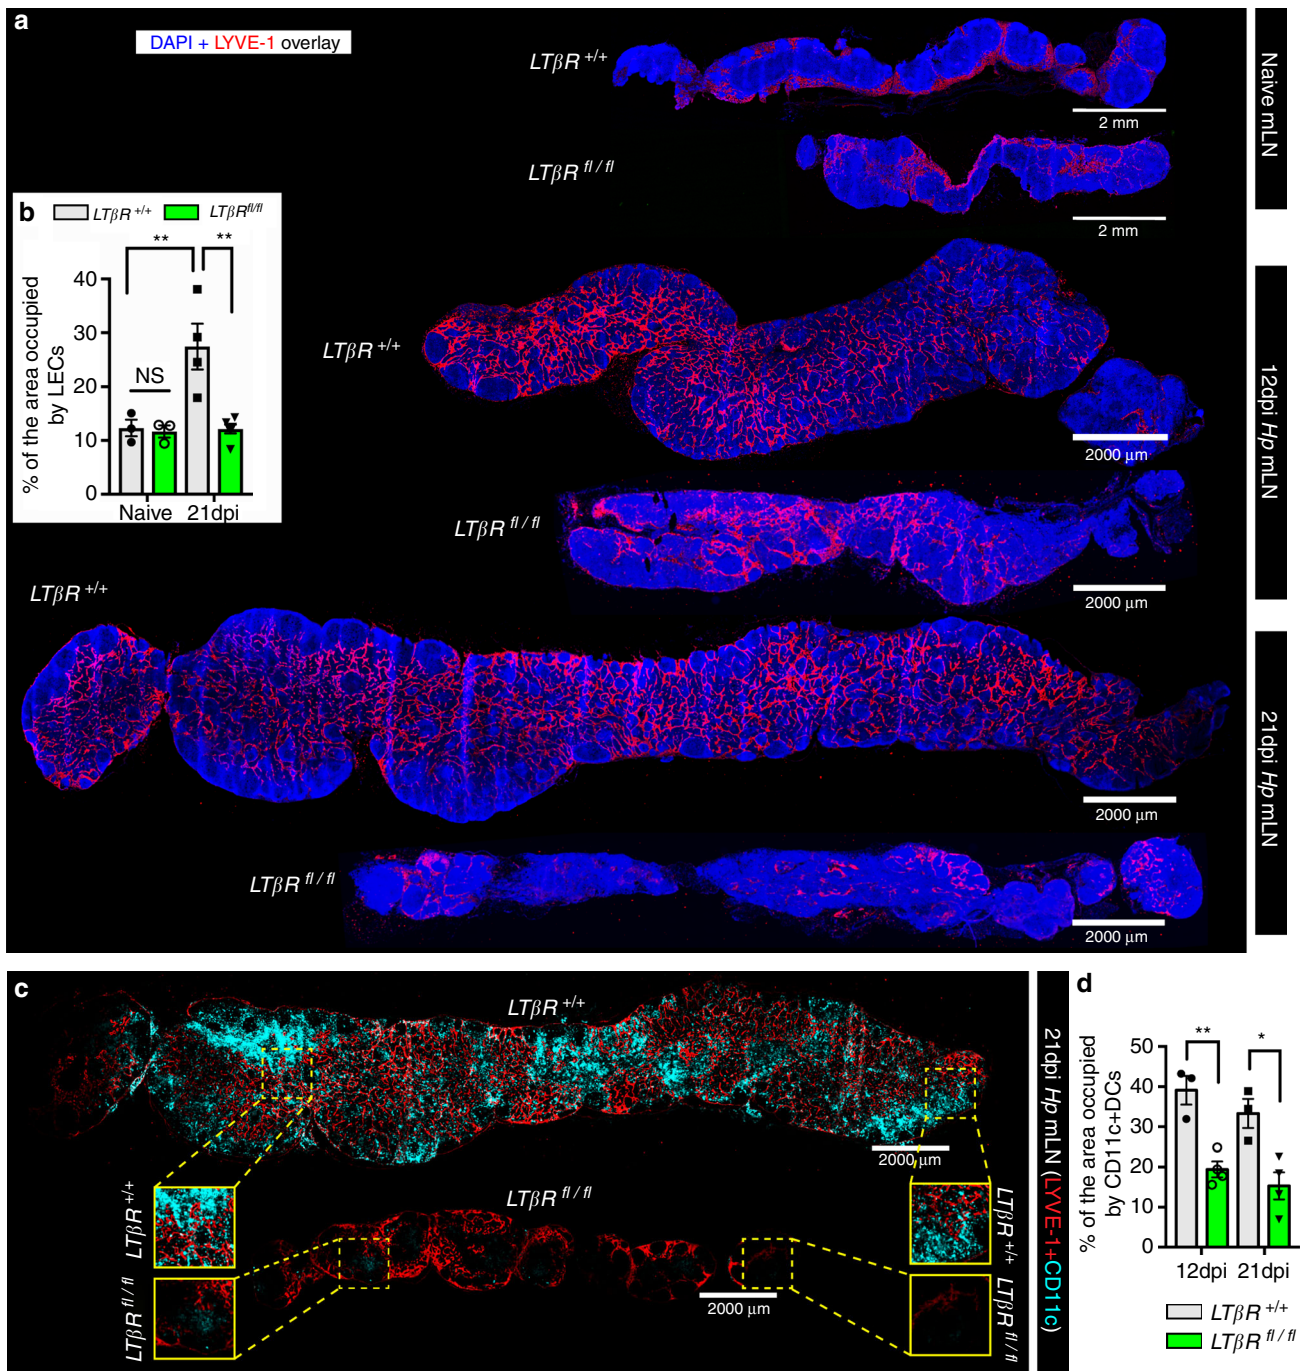 a
DAPI + LYVE-1 overlay
LTβR +/+
2 mm
LTβR fl/fl
2 mm
Naive mLN
b
LTβR +/+
LTβR fl/fl
** **
% of the area occupied
by LECs
40
30
20
10
0
NS
Naive 21dpi
LTβR +/+
2000 μm
LTβR fl/fl
2000 μm
12dpi Hp mLN
LTβR +/+
2000 μm
LTβR fl/fl
2000 μm
21dpi Hp mLN
c
LTβR +/+
2000 μm
LTβR fl/fl
2000 μm
LTβR +/+
LTβR fl/fl
LTβR +/+
LTβR fl/fl
21dpi Hp mLN (LYVE-1+CD11c)
d
% of the area occupied
by CD11c+DCs
50
40
30
20
10
0
** *
12dpi 21dpi
LTβR +/+
LTβR fl/fl